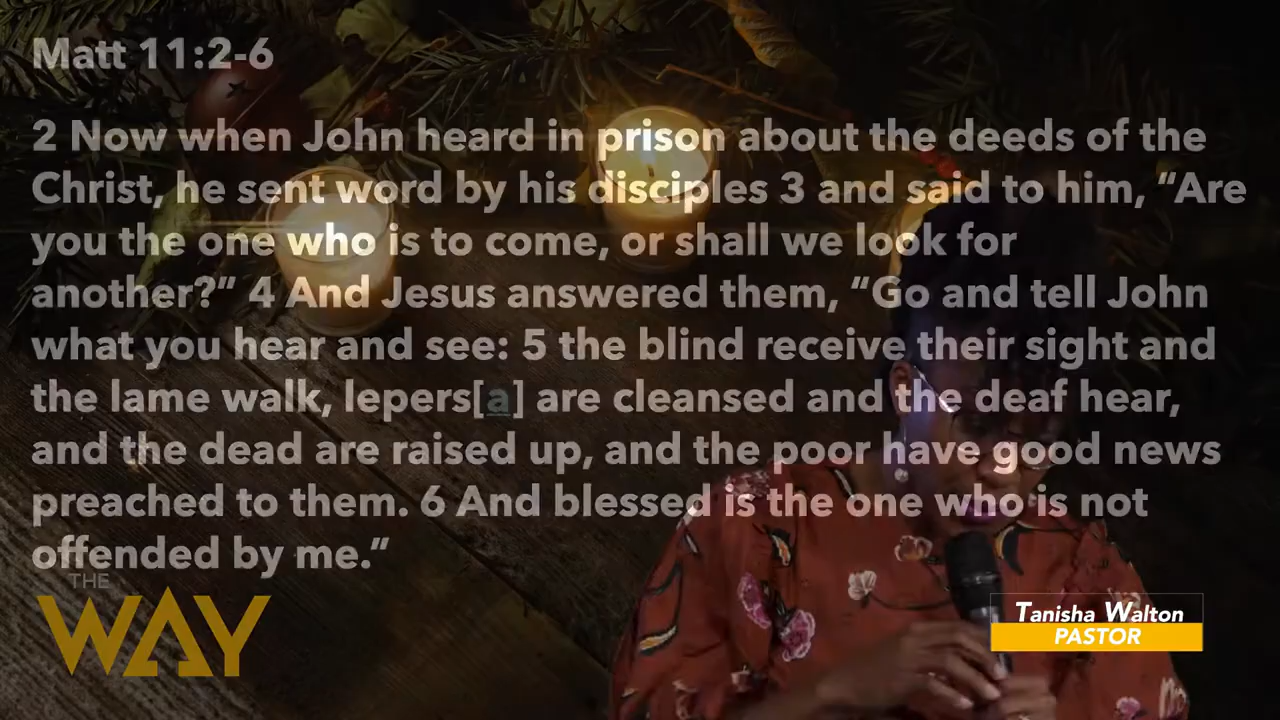 Matt 11:2-6
2 Now when John heard in prison about the deeds of the
Christ, he sent word by his disciples 3 and said to him, “Are
you the one who is to come, or shall we look for
another?” 4 And Jesus answered them, “Go and tell John
what you hear and see: 5 the blind receive their sight and
the lame walk, lepers[a] are cleansed and the deaf hear,
and the dead are raised up, and the poor have good news
preached to them. 6 And blessed is the one who is not
offended by me.”
THE
WAY
Tanisha Walton
PASTOR